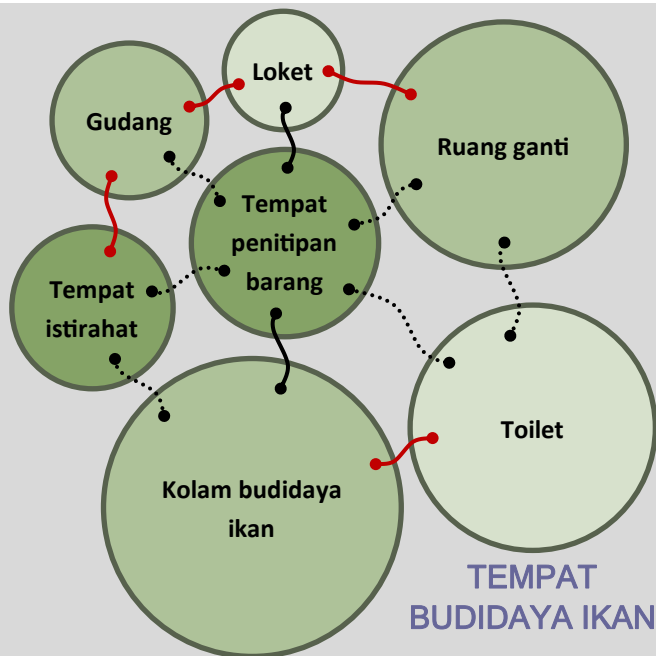 Loket
Gudang
Ruang ganti
Tempat
penitipan
barang
Tempat
istirahat
Toilet
Kolam budidaya
ikan
TEMPAT
BUDIDAYA IKAN